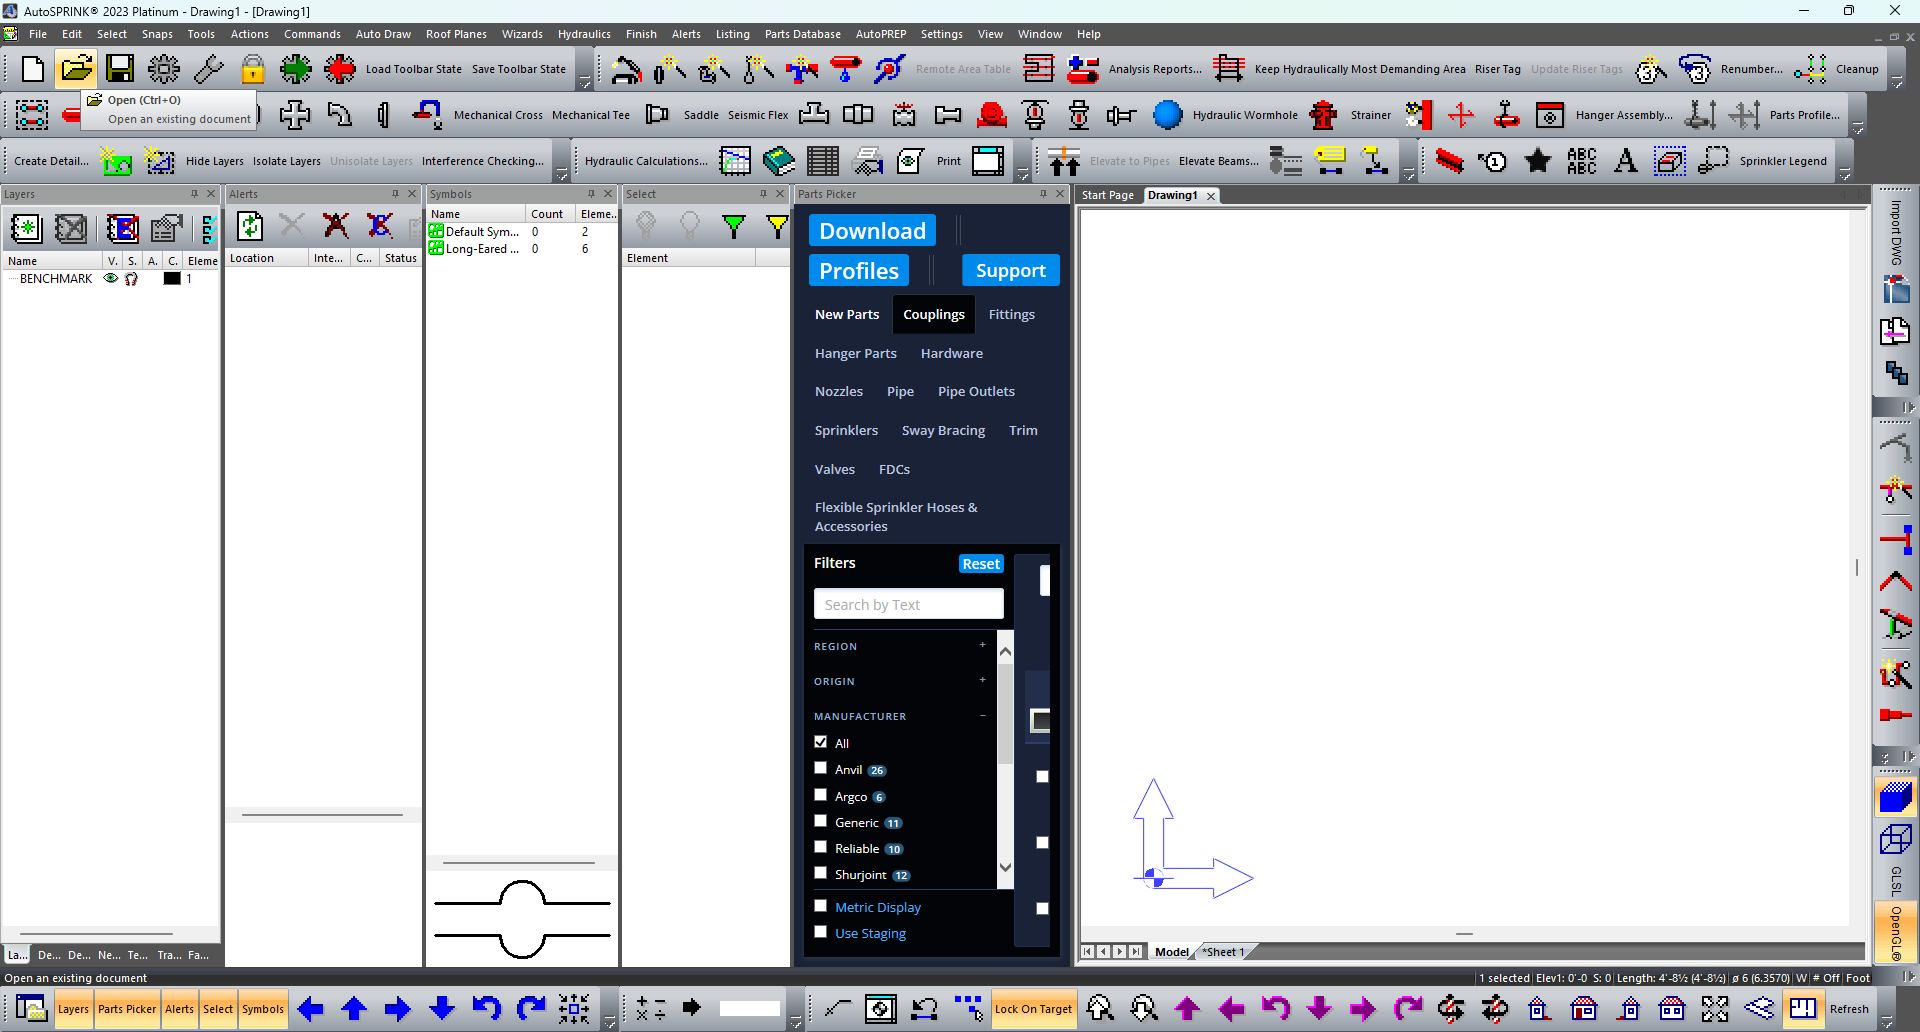 AutoSPRINK® 2023 Platinum - Drawing1 - [Drawing1]
File Edit Select Snaps Tools Actions Commands Auto Draw Roof Planes Wizards Hydraulics Finish Alerts Listing Parts Database AutoPREP Settings View Window Help
Load Toolbar State Save Toolbar State Remote Area Table Analysis Reports... Keep Hydraulically Most Demanding Area Riser Tag Update Riser Tags Renumber... Cleanup
Open (Ctrl+O)
Open an existing document
Mechanical Cross Mechanical Tee Saddle Seismic Flex Hydraulic Wormhole Strainer Hanger Assembly... Parts Profile...
Create Detail... Hide Layers Isolate Layers Unisolate Layers Interference Checking... Hydraulic Calculations... Print Elevate to Pipes Elevate Beams... ABC ABC A Sprinkler Legend
Layers
Name V. S. A. C. Eleme
BENCHMARK 1
La... De... De... Ne... Te... Tra... Fa...
Alerts
Location Inte... C... Status
Symbols
Name Count Eleme...
Default Sym... 0 2
Long-Eared ... 0 6
Select
Element
Parts Picker
Download
Profiles Support
New Parts Couplings Fittings
Hanger Parts Hardware
Nozzles Pipe Pipe Outlets
Sprinklers Sway Bracing Trim
Valves FDCs
Flexible Sprinkler Hoses &
Accessories
Filters Reset
Search by Text
REGION +
ORIGIN +
MANUFACTURER −
All
Anvil 26
Argco 6
Generic 11
Reliable 10
Shurjoint 12
Metric Display
Use Staging
Start Page Drawing1
Model *Sheet 1
Import DWG
GLSL
OpenGL®
Open an existing document
1 selected Elev1: 0'-0 S: 0 Length: 4'-8½ (4'-8½) ø 6 (6.3570) W # Off Foot
Layers Parts Picker Alerts Select Symbols Lock On Target Refresh